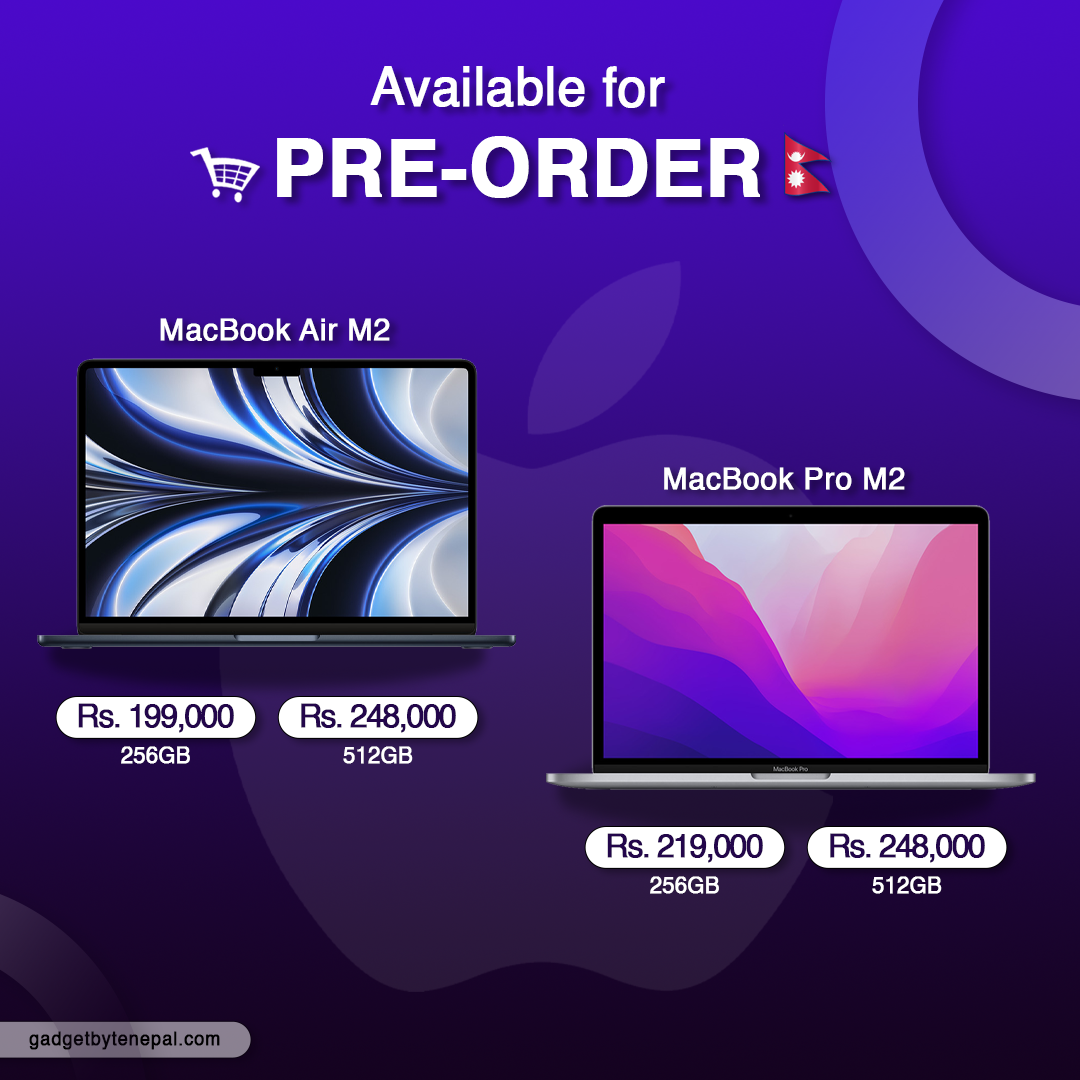 Available for
PRE-ORDER
MacBook Air M2
Rs. 199,000
256GB
Rs. 248,000
512GB
MacBook Pro M2
MacBook Pro
Rs. 219,000
256GB
Rs. 248,000
512GB
gadgetbytenepal.com